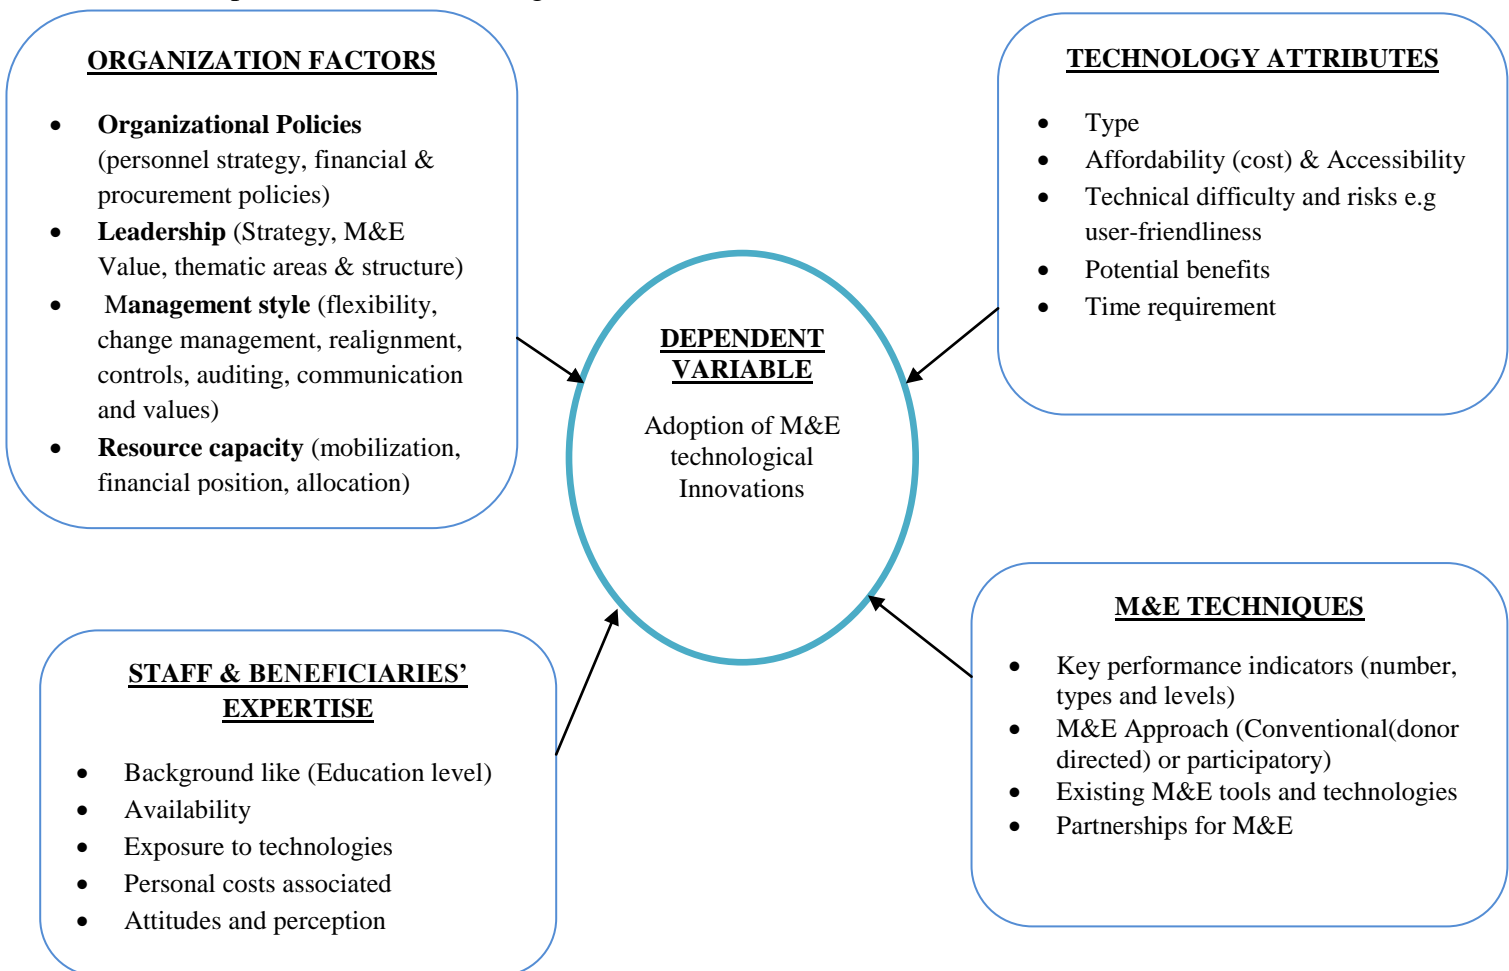 ORGANIZATION FACTORS
• Organizational Policies
(personnel strategy, financial &
procurement policies)
• Leadership (Strategy, M&E
Value, thematic areas & structure)
• Management style (flexibility,
change management, realignment,
controls, auditing, communication
and values)
• Resource capacity (mobilization,
financial position, allocation)
TECHNOLOGY ATTRIBUTES
• Type
• Affordability (cost) & Accessibility
• Technical difficulty and risks e.g
user-friendliness
• Potential benefits
• Time requirement
DEPENDENT
VARIABLE
Adoption of M&E
technological
Innovations
STAFF & BENEFICIARIES’
EXPERTISE
• Background like (Education level)
• Availability
• Exposure to technologies
• Personal costs associated
• Attitudes and perception
M&E TECHNIQUES
• Key performance indicators (number,
types and levels)
• M&E Approach (Conventional(donor
directed) or participatory)
• Existing M&E tools and technologies
• Partnerships for M&E